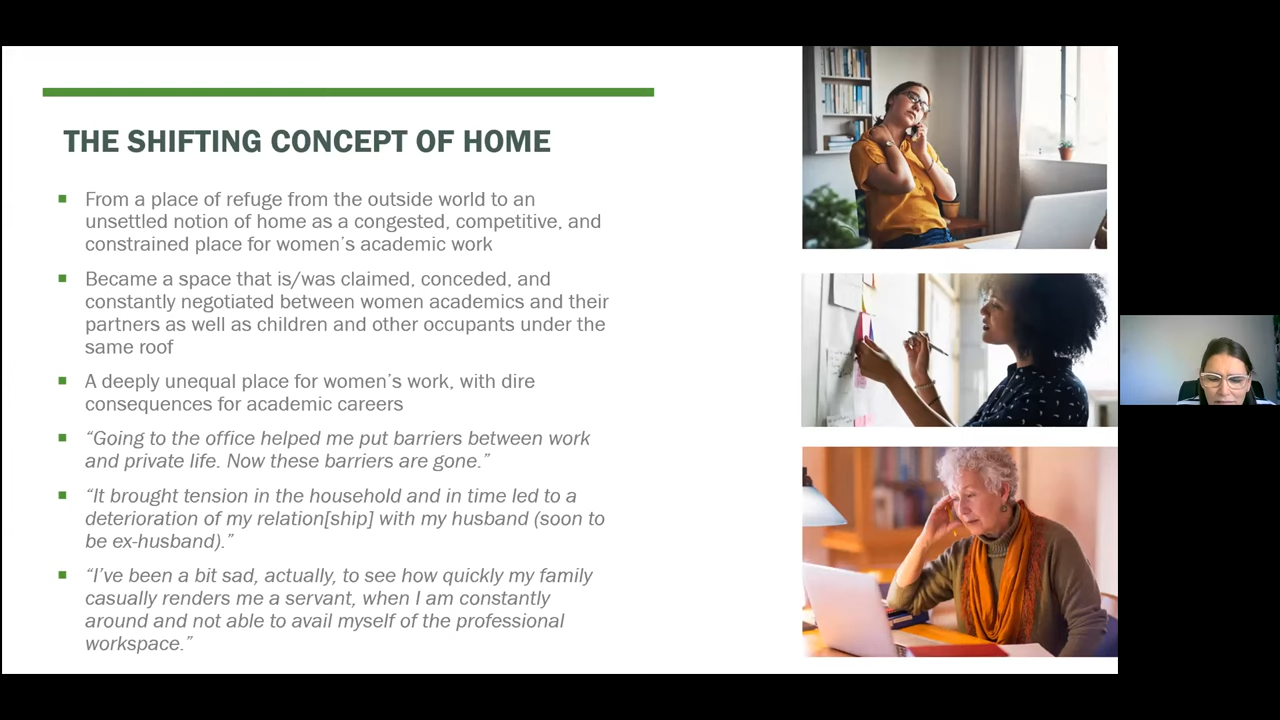 THE SHIFTING CONCEPT OF HOME
From a place of refuge from the outside world to an
unsettled notion of home as a congested, competitive, and
constrained place for women’s academic work
Became a space that is/was claimed, conceded, and
constantly negotiated between women academics and their
partners as well as children and other occupants under the
same roof
A deeply unequal place for women’s work, with dire
consequences for academic careers
“Going to the office helped me put barriers between work
and private life. Now these barriers are gone.”
“It brought tension in the household and in time led to a
deterioration of my relation[ship] with my husband (soon to
be ex-husband).”
“I’ve been a bit sad, actually, to see how quickly my family
casually renders me a servant, when I am constantly
around and not able to avail myself of the professional
workspace.”